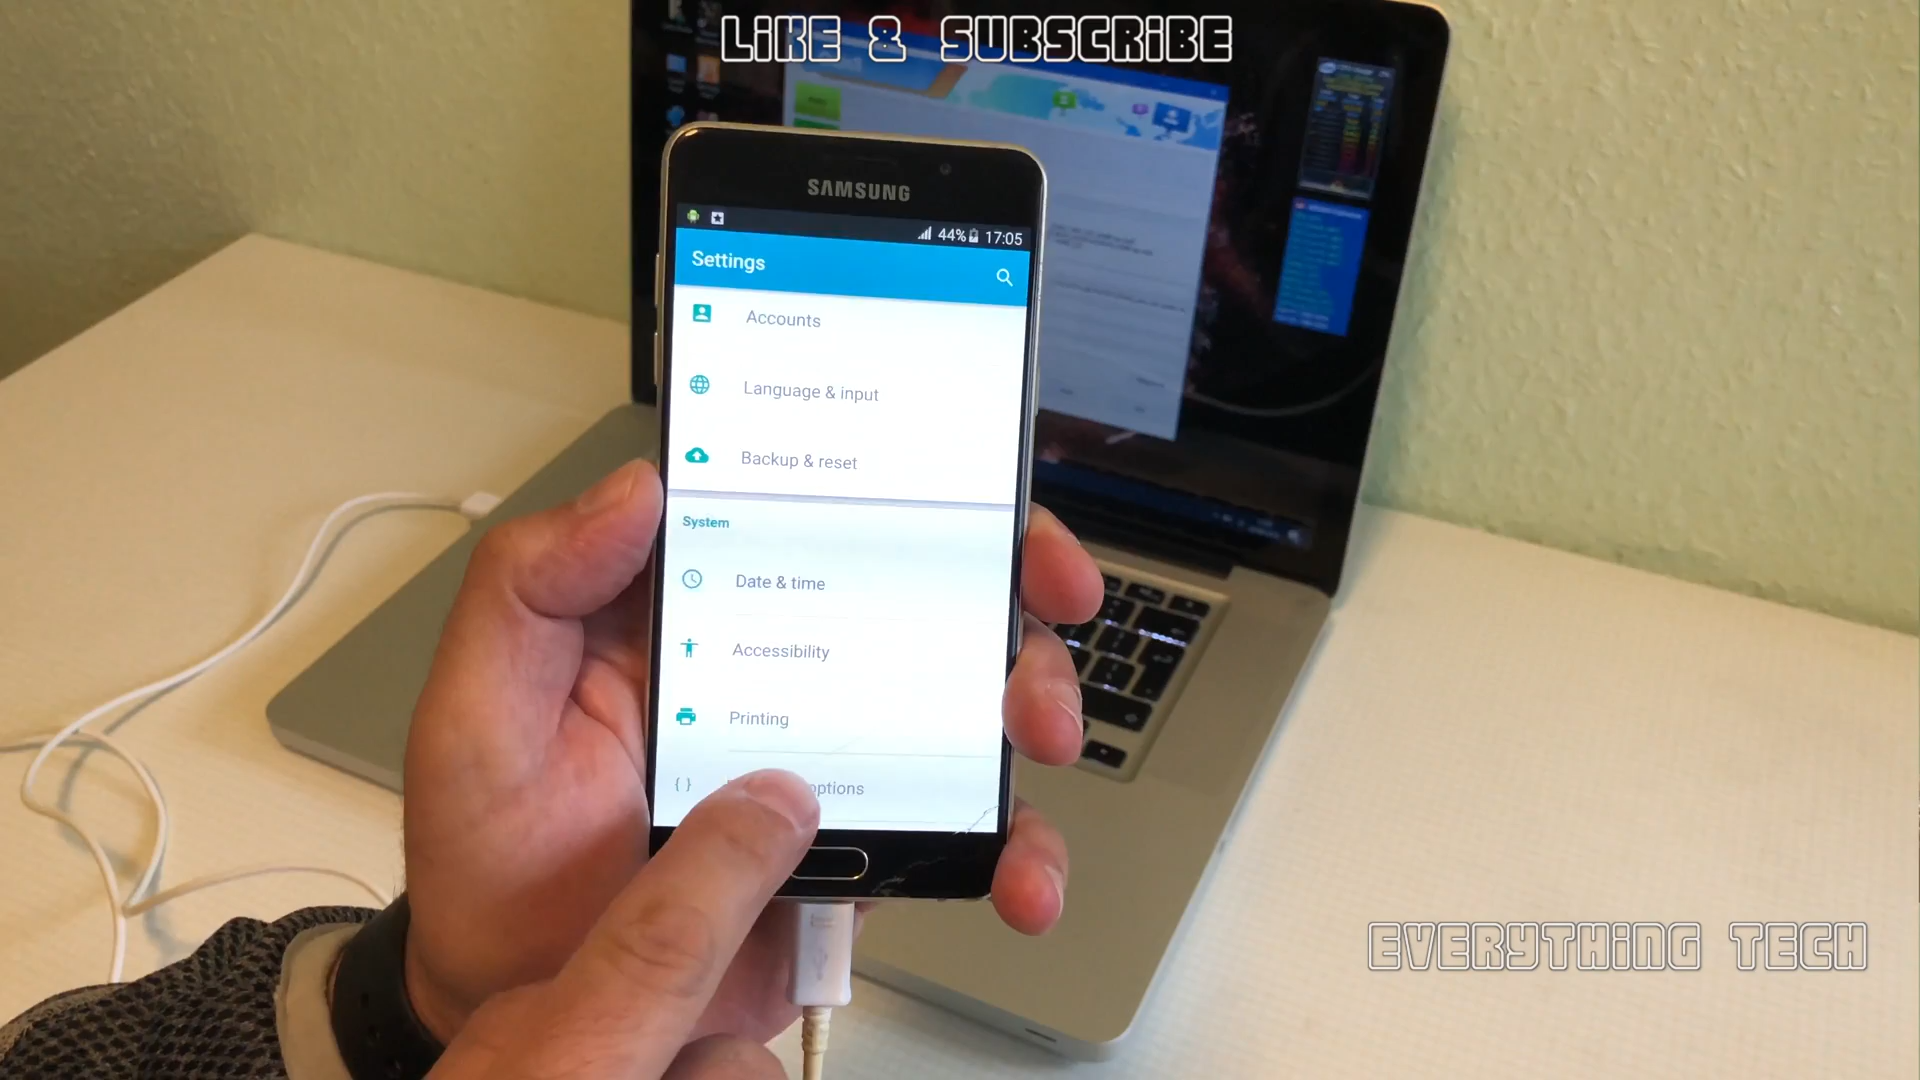 LIKE & SUBSCRIBE
SAMSUNG
44% 17:05
Settings
Accounts
Language & input
Backup & reset
System
Date & time
Accessibility
Printing
{ } options
EVERYTHING TECH